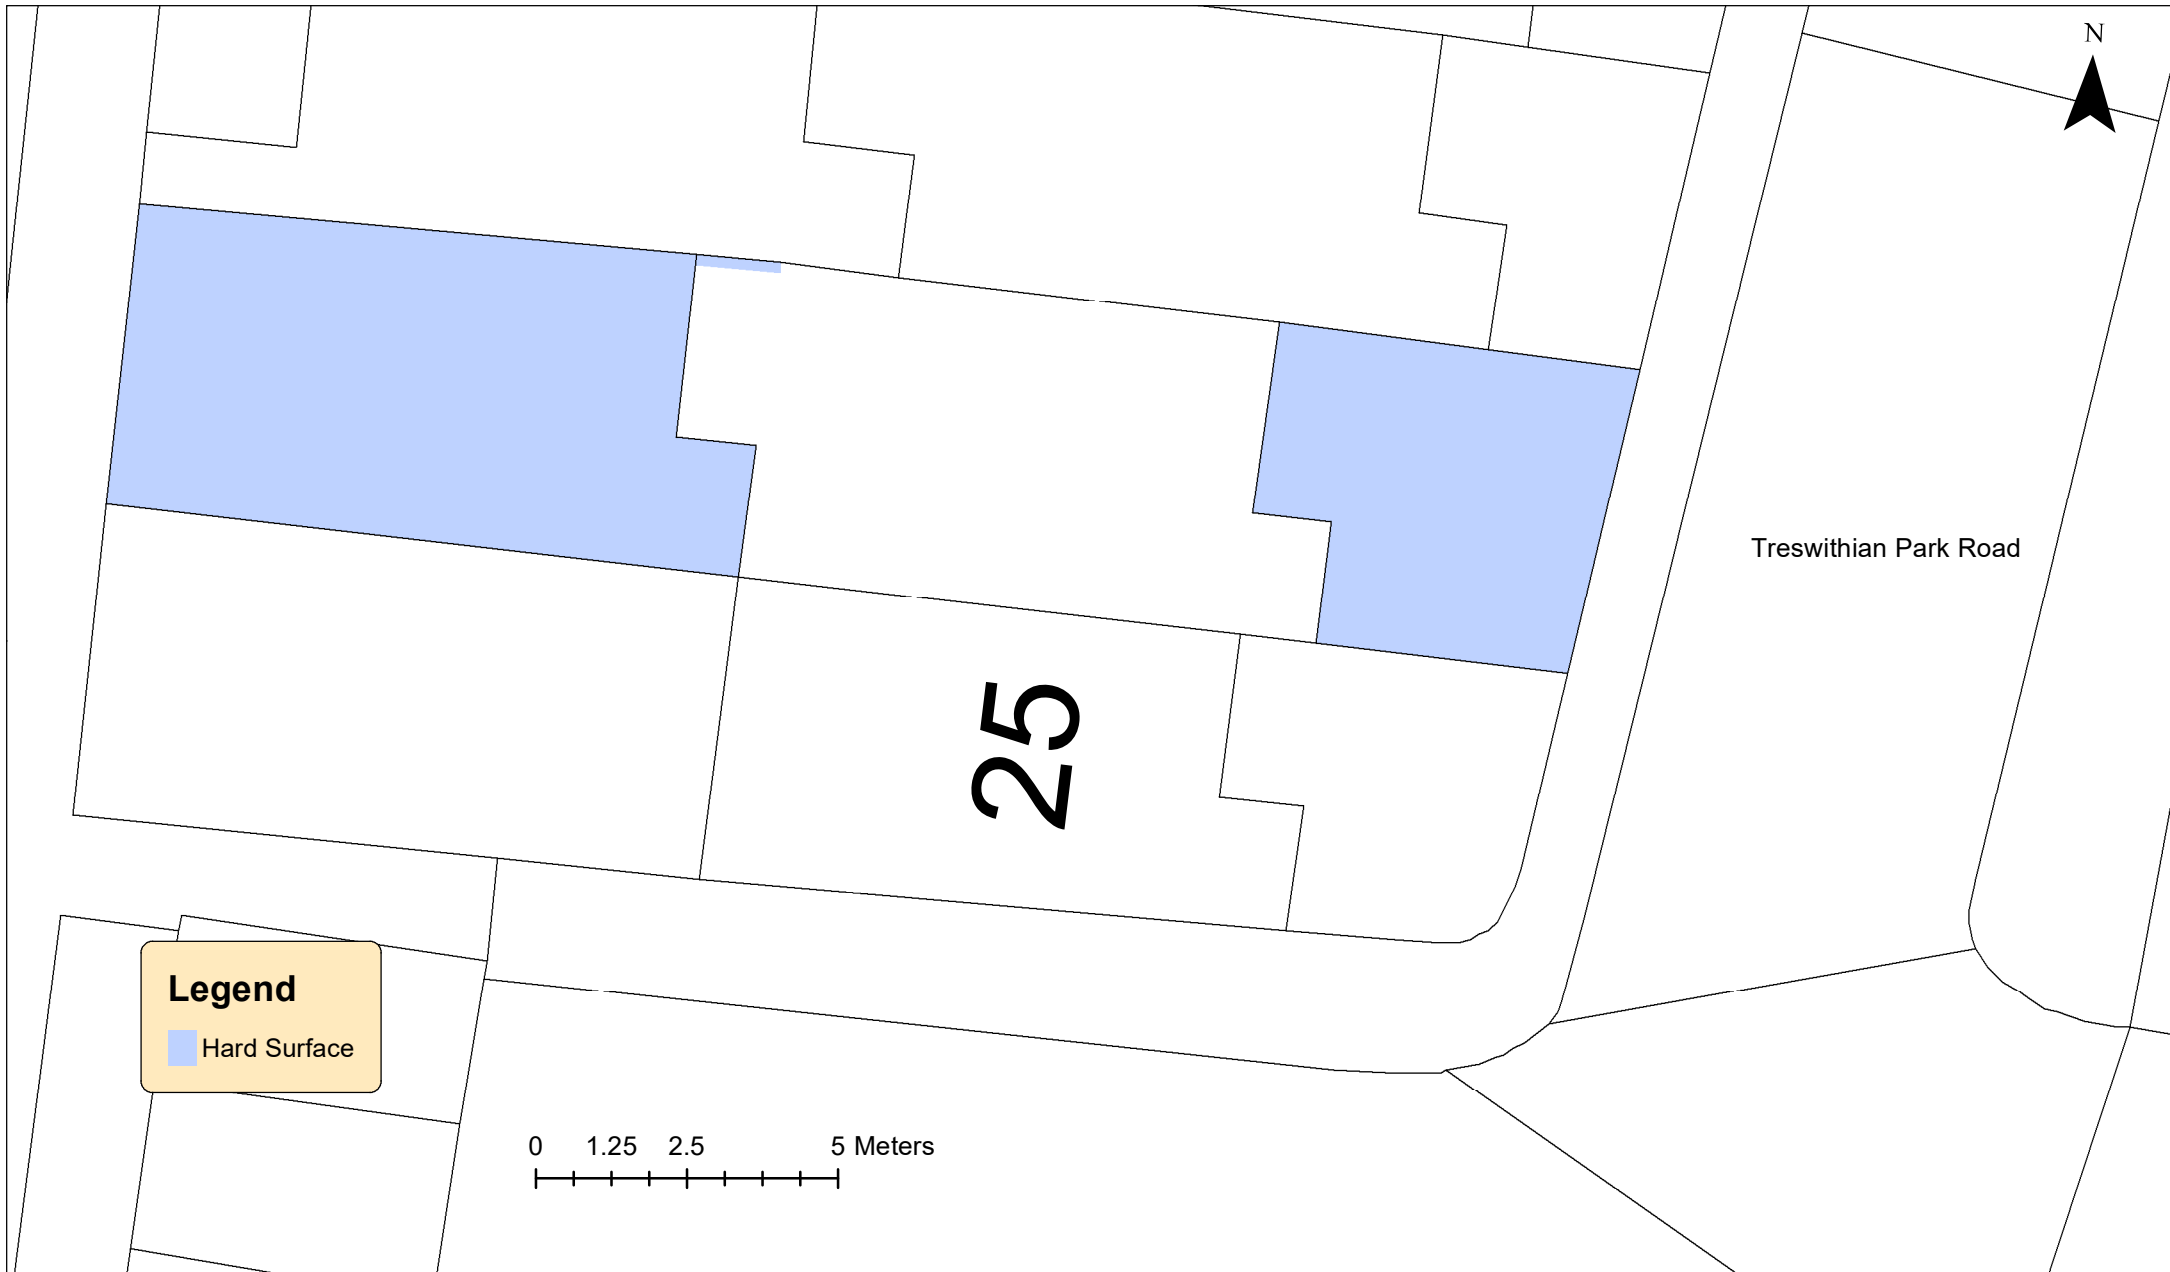 N
Treswithian Park Road
25
Legend
Hard Surface
0 1.25 2.5 5 Meters